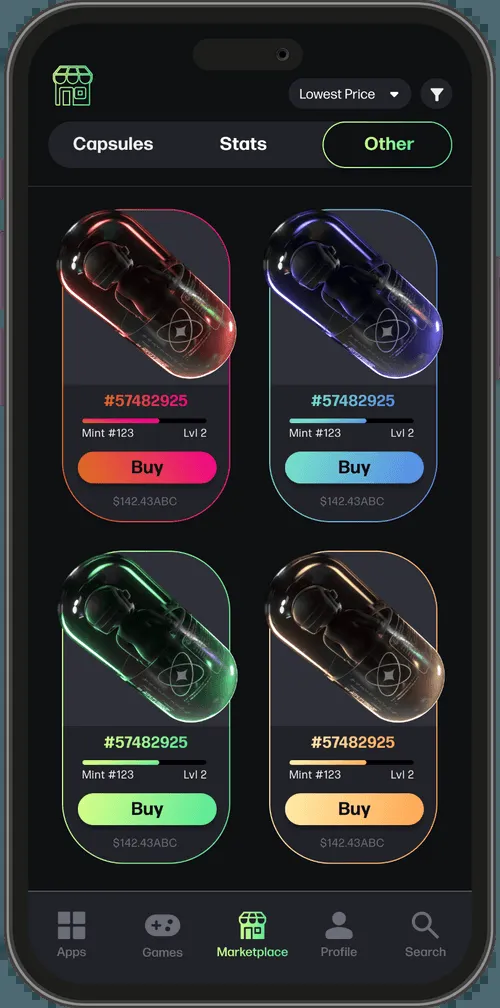 Lowest Price
Capsules Stats Other
#57482925 #57482925
Mint #123 Lvl 2 Mint #123 Lvl 2
Buy Buy
$142.43ABC $142.43ABC
#57482925 #57482925
Mint #123 Lvl 2 Mint #123 Lvl 2
Buy Buy
$142.43ABC $142.43ABC
Apps Games Marketplace Profile Search